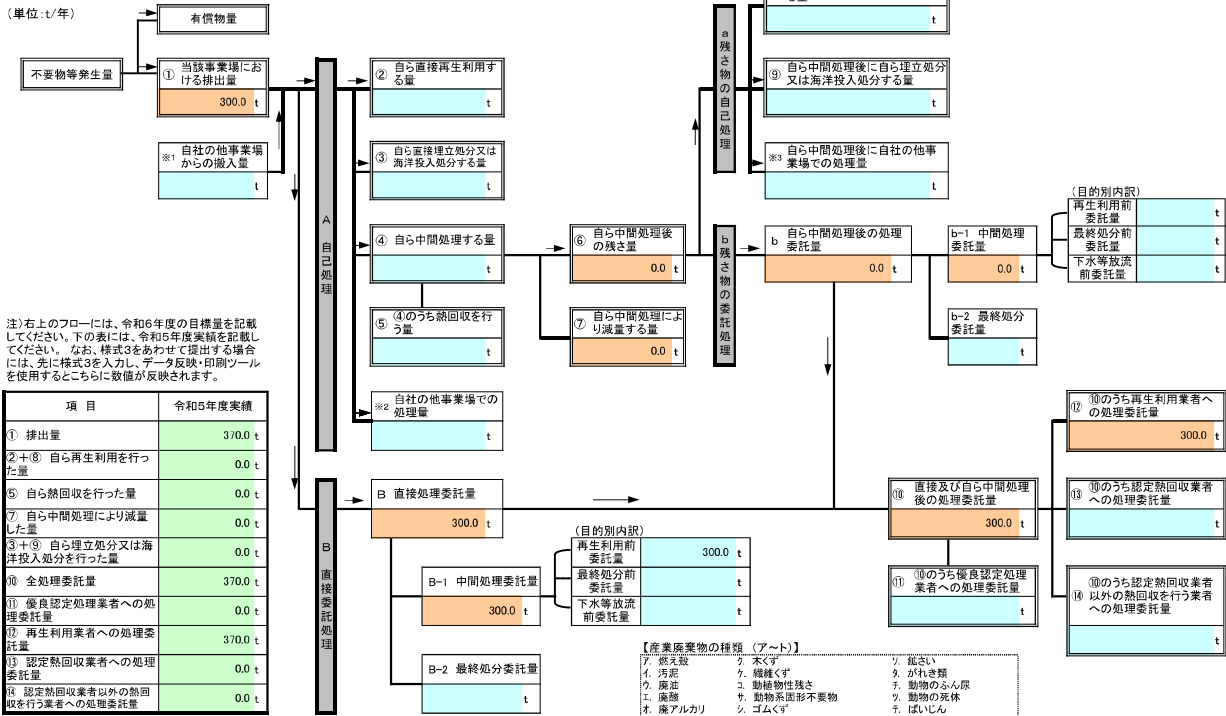 (単位:t/年)
有償物量
不要物等発生量
① 当該事業場にお
ける排出量
300.0 t
※1 自社の他事業場
からの搬入量
t
A 自己処理
② 自ら直接再生利用す
る量
t
③ 自ら直接埋立処分又は
海洋投入処分する量
t
④ 自ら中間処理する量
t
⑤ ④のうち熱回収を行
う量
t
※2 自社の他事業場での
処理量
t
⑥ 自ら中間処理後
の残さ量
0.0 t
⑦ 自ら中間処理によ
り減量する量
0.0 t
a 残さ物の自己処理
t
⑨ 自ら中間処理後に自ら埋立処分
又は海洋投入処分する量
t
※3 自ら中間処理後に自社の他事
業場での処理量
t
b 残さ物の委託処理
b 自ら中間処理後の処理
委託量
0.0 t
b-1 中間処理
委託量
0.0 t
b-2 最終処分
委託量
t
(目的別内訳)
再生利用前
委託量 t
最終処分前
委託量 t
下水等放流
前委託量 t
注)右上のフローには、令和6年度の目標量を記載
してください。下の表には、令和5年度実績を記載し
てください。 なお、様式3をあわせて提出する場合
には、先に様式3を入力し、データ反映・印刷ツール
を使用するとこちらに数値が反映されます。
項 目 令和5年度実績
① 排出量 370.0 t
②+⑧ 自ら再生利用を行っ
た量 0.0 t
⑤ 自ら熱回収を行った量 0.0 t
⑦ 自ら中間処理により減量
した量 0.0 t
③+⑨ 自ら埋立処分又は海
洋投入処分を行った量 0.0 t
⑩ 全処理委託量 370.0 t
⑪ 優良認定処理業者への処
理委託量 0.0 t
⑫ 再生利用業者への処理委
託量 370.0 t
⑬ 認定熱回収業者への処理
委託量 0.0 t
⑭ 認定熱回収業者以外の熱回
収を行う業者への処理委託量 0.0 t
B 直接委託処理
B 直接処理委託量
300.0 t
B-1 中間処理委託量
300.0 t
B-2 最終処分委託量
t
(目的別内訳)
再生利用前
委託量 300.0 t
最終処分前
委託量 t
下水等放流
前委託量 t
⑩ 直接及び自ら中間処理
後の処理委託量
300.0 t
⑪ ⑩のうち優良認定処理
業者への処理委託量
t
⑫ ⑩のうち再生利用業者へ
の処理委託量
300.0 t
⑬ ⑩のうち認定熱回収業者
への処理委託量
t
⑭ ⑩のうち認定熱回収業者
以外の熱回収を行う業者
への処理委託量
t
【産業廃棄物の種類 (ア~ト)】
ア. 燃え殻 ク. 木くず ソ. 鉱さい
イ. 汚泥 ケ. 繊維くず タ. がれき類
ウ. 廃油 コ. 動植物性残さ チ. 動物のふん尿
エ. 廃酸 サ. 動物系固形不要物 ツ. 動物の死体
オ. 廃アルカリ シ. ゴムくず テ. ばいじん